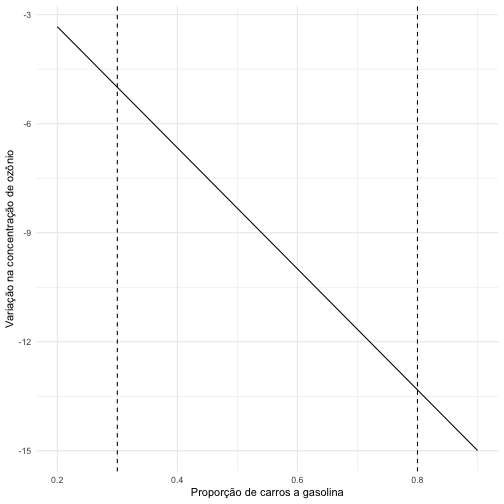 -3
-6
-9
-12
-15
Variação na concentração de ozônio
0.2 0.4 0.6 0.8
Proporção de carros a gasolina